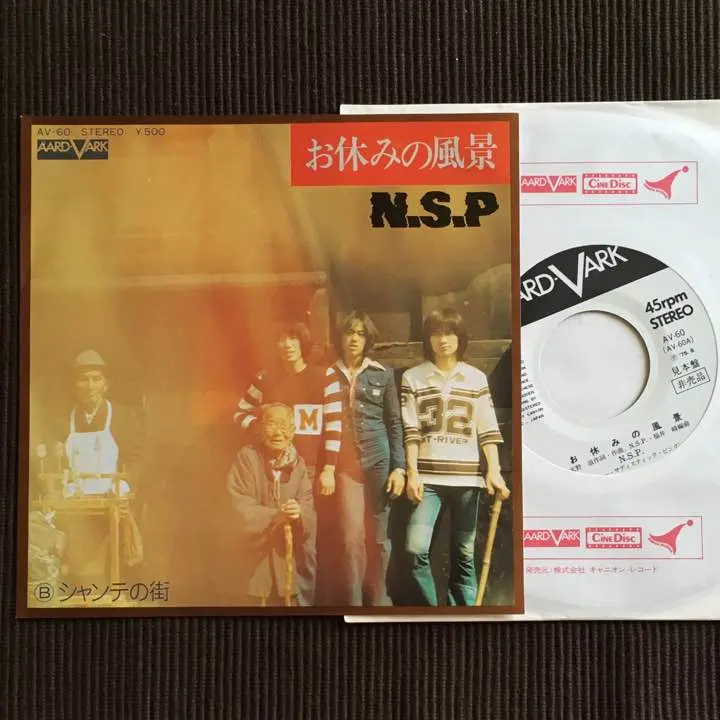 AV-60 STEREO ¥500
AARD-VARK
お休みの風景
N.S.P
M
32
ST-RIVER
Ⓑ シャンテの街
AARD VARK
CINEDISC
ARD-VARK
45rpm
STEREO
AV-60
(AV-60A)
見本盤
非売品
お休みの風景
N.S.P.
AARD VARK
CINEDISC
発売元:株式会社 キャニオン・レコード